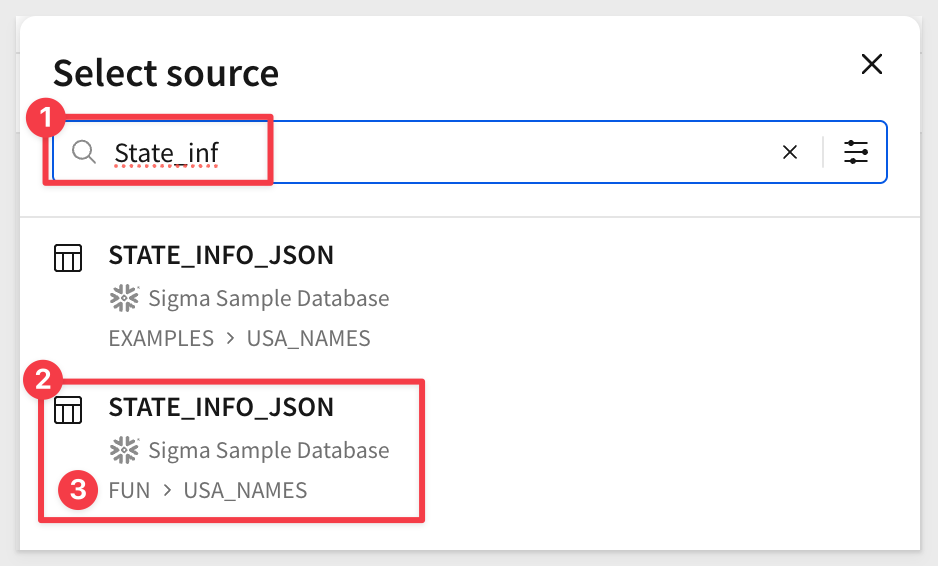 Select source
1
State_inf
STATE_INFO_JSON
Sigma Sample Database
EXAMPLES > USA_NAMES
2
STATE_INFO_JSON
Sigma Sample Database
3 FUN > USA_NAMES